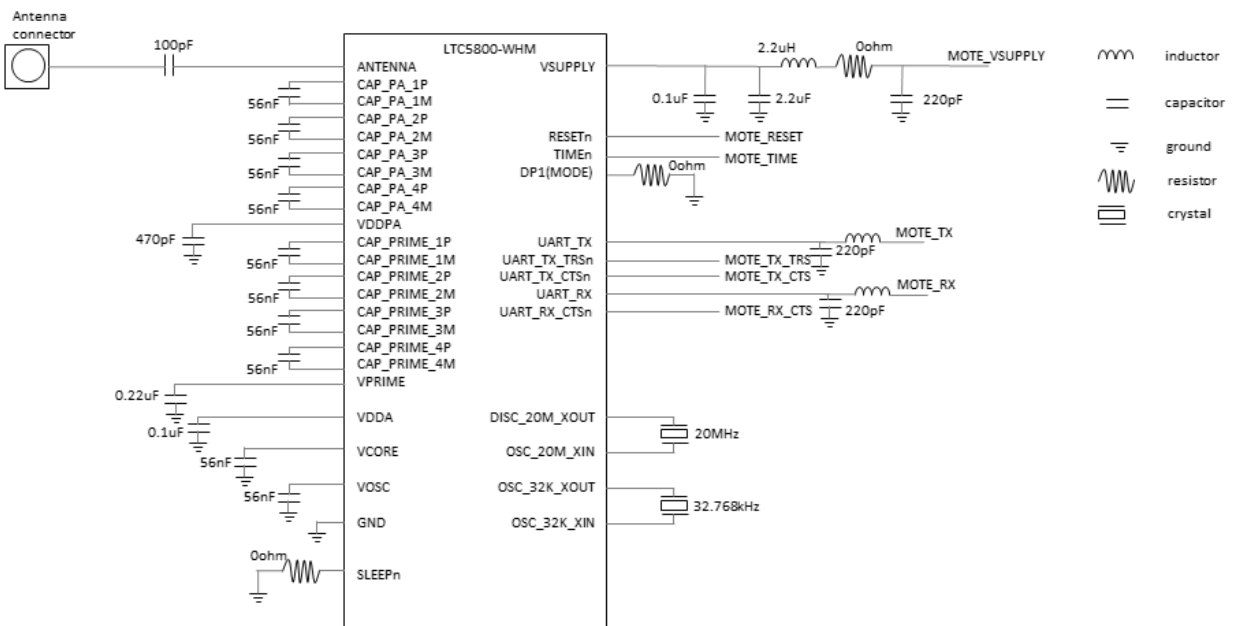 Antenna
connector
100pF
LTC5800-WHM
ANTENNA
VSUPPLY
2.2uH
0ohm
MOTE_VSUPPLY
inductor
CAP_PA_1P
56nF
CAP_PA_1M
0.1uF
2.2uF
220pF
capacitor
CAP_PA_2P
56nF
CAP_PA_2M
RESETn
MOTE_RESET
ground
CAP_PA_3P
TIMEn
MOTE_TIME
56nF
CAP_PA_3M
DP1(MODE)
0ohm
resistor
CAP_PA_4P
56nF
CAP_PA_4M
crystal
VDDPA
470pF
CAP_PRIME_1P
UART_TX
MOTE_TX
220pF
56nF
CAP_PRIME_1M
UART_TX_TRSn
MOTE_TX_TRS
CAP_PRIME_2P
UART_TX_CTSn
MOTE_TX_CTS
56nF
CAP_PRIME_2M
UART_RX
MOTE_RX
CAP_PRIME_3P
UART_RX_CTSn
MOTE_RX_CTS
220pF
56nF
CAP_PRIME_3M
CAP_PRIME_4P
56nF
CAP_PRIME_4M
VPRIME
0.22uF
VDDA
DISC_20M_XOUT
0.1uF
20MHz
VCORE
OSC_20M_XIN
56nF
VOSC
OSC_32K_XOUT
56nF
32.768kHz
GND
OSC_32K_XIN
0ohm
SLEEPn